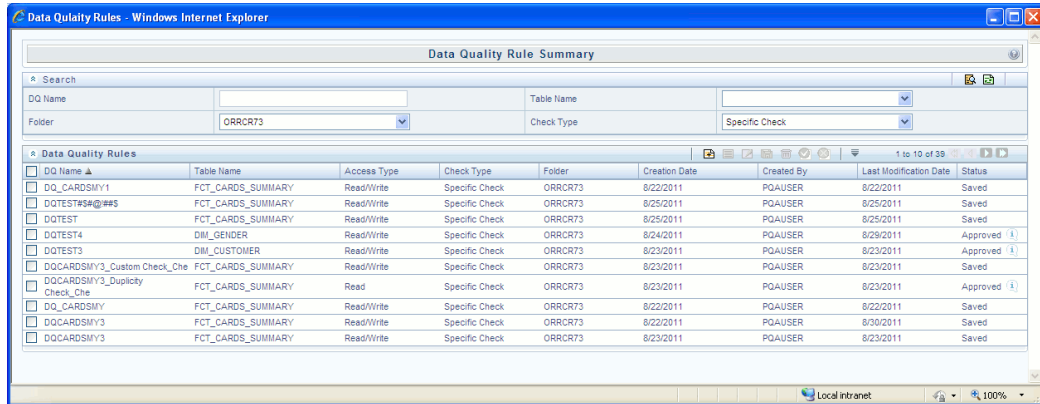 Data Qulaity Rules - Windows Internet Explorer
Data Quality Rule Summary
Search
DQ Name
Table Name
Folder ORRCR73
Check Type Specific Check
Data Quality Rules 1 to 10 of 39
DQ Name Table Name Access Type Check Type Folder Creation Date Created By Last Modification Date Status
DQ_CARDSMY1 FCT_CARDS_SUMMARY Read/Write Specific Check ORRCR73 8/22/2011 PQAUSER 8/22/2011 Saved
DQTEST#$#@!##$ FCT_CARDS_SUMMARY Read/Write Specific Check ORRCR73 8/25/2011 PQAUSER 8/25/2011 Saved
DQTEST FCT_CARDS_SUMMARY Read/Write Specific Check ORRCR73 8/25/2011 PQAUSER 8/25/2011 Saved
DQTEST4 DIM_GENDER Read/Write Specific Check ORRCR73 8/24/2011 PQAUSER 8/29/2011 Approved
DQTEST3 DIM_CUSTOMER Read/Write Specific Check ORRCR73 8/23/2011 PQAUSER 8/23/2011 Approved
DQCARDSMY3_Custom Check_Che FCT_CARDS_SUMMARY Read/Write Specific Check ORRCR73 8/23/2011 PQAUSER 8/23/2011 Saved
DQCARDSMY3_Duplicity
Check_Che FCT_CARDS_SUMMARY Read Specific Check ORRCR73 8/23/2011 PQAUSER 8/23/2011 Approved
DQ_CARDSMY FCT_CARDS_SUMMARY Read/Write Specific Check ORRCR73 8/22/2011 PQAUSER 8/22/2011 Saved
DQCARDSMY3 FCT_CARDS_SUMMARY Read/Write Specific Check ORRCR73 8/22/2011 PQAUSER 8/30/2011 Saved
DQCARDSMY3 FCT_CARDS_SUMMARY Read/Write Specific Check ORRCR73 8/23/2011 PQAUSER 8/23/2011 Saved
Local intranet 100%